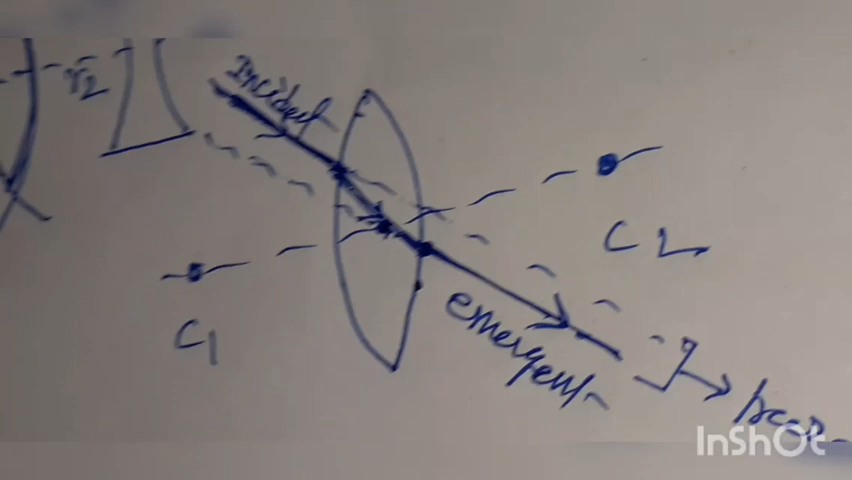 r2
Incident
C2
C1
emergent
InShOt